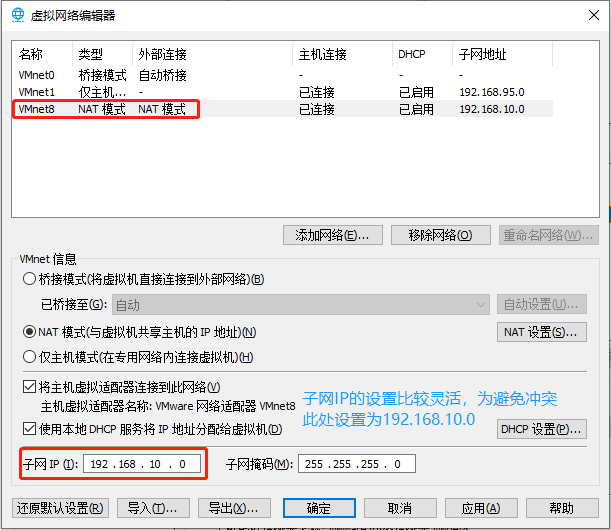 虚拟网络编辑器
名称 类型 外部连接 主机连接 DHCP 子网地址
VMnet0 桥接模式 自动桥接 - - -
VMnet1 仅主机... - 已连接 已启用 192.168.95.0
VMnet8 NAT 模式 NAT 模式 已连接 已启用 192.168.10.0
添加网络(E)... 移除网络(O) 重命名网络(W)...
VMnet 信息
桥接模式(将虚拟机直接连接到外部网络)(B)
已桥接至(G): 自动 自动设置(U)...
NAT 模式(与虚拟机共享主机的 IP 地址)(N) NAT 设置(S)...
仅主机模式(在专用网络内连接虚拟机)(H)
将主机虚拟适配器连接到此网络(V)
子网IP的设置比较灵活，为避免冲突
主机虚拟适配器名称: VMware 网络适配器 VMnet8
此处设置为192.168.10.0
使用本地 DHCP 服务将 IP 地址分配给虚拟机(D) DHCP 设置(P)...
子网 IP (I): 192 . 168 . 10 . 0 子网掩码(M): 255 . 255 . 255 . 0
还原默认设置(R) 导入(T)... 导出(X)... 确定 取消 应用(A) 帮助